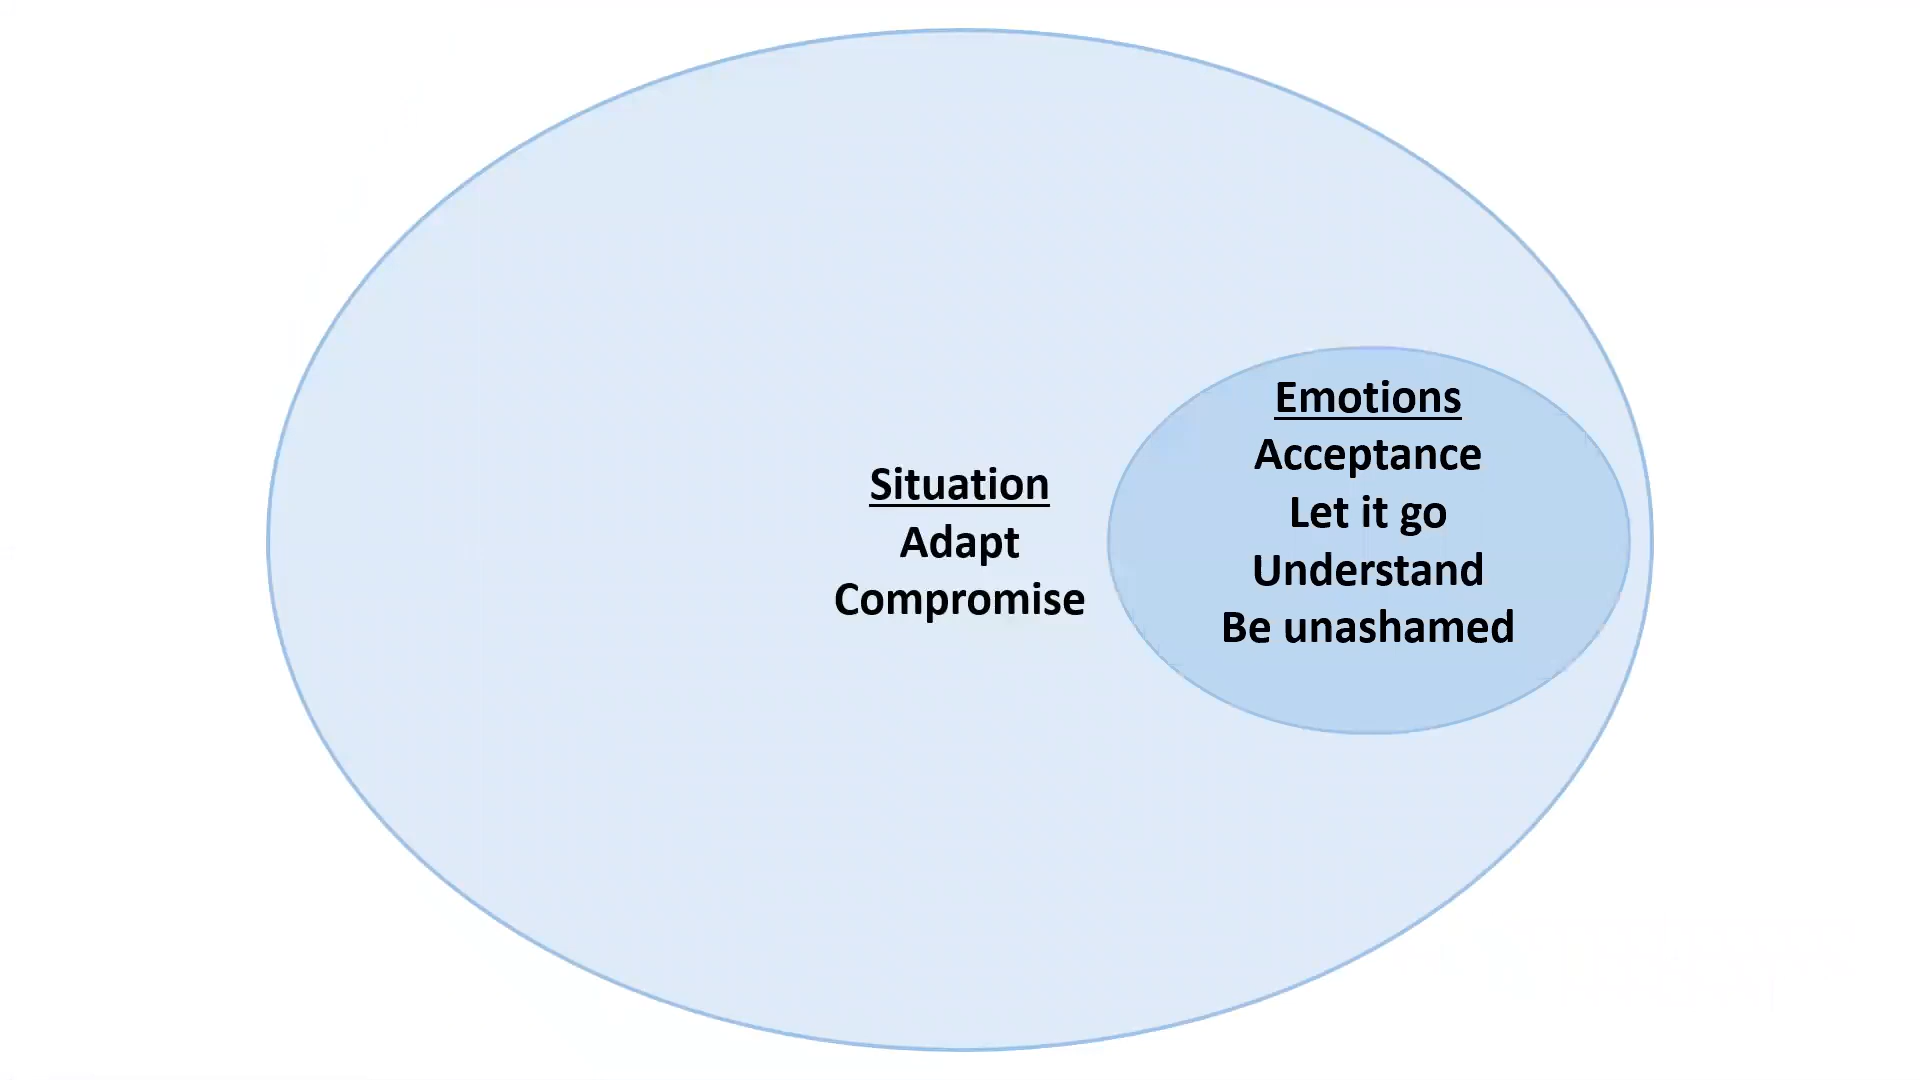 Situation
Adapt
Compromise
Emotions
Acceptance
Let it go
Understand
Be unashamed